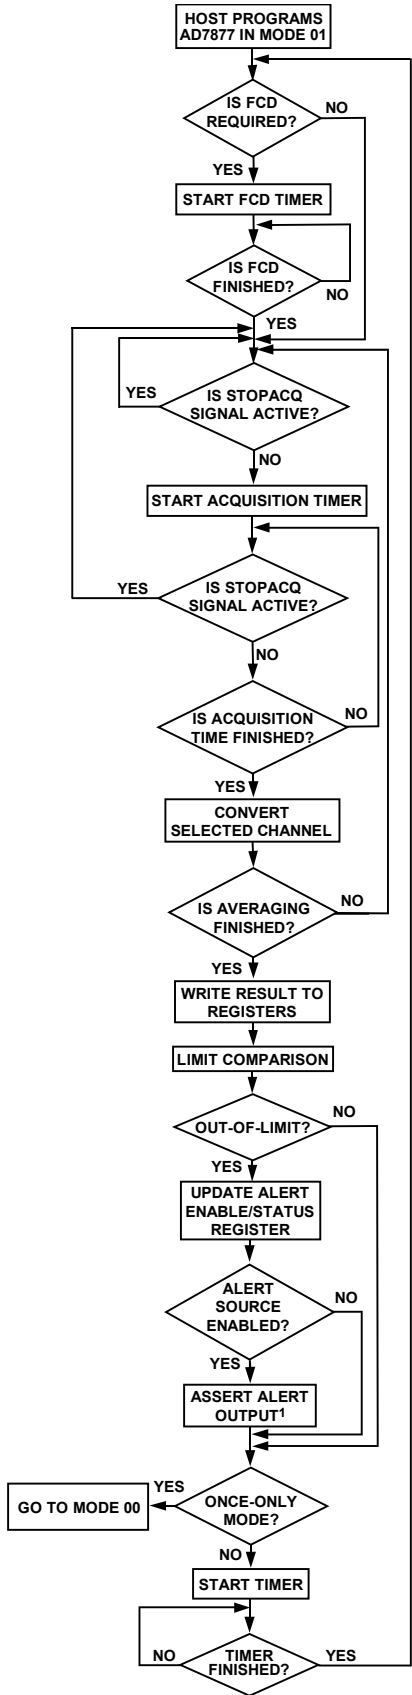 HOST PROGRAMS
AD7877 IN MODE 01
IS FCD
REQUIRED?
NO
YES
START FCD TIMER
IS FCD
FINISHED?
NO
YES
YES
IS STOPACQ
SIGNAL ACTIVE?
NO
START ACQUISITION TIMER
YES
IS STOPACQ
SIGNAL ACTIVE?
NO
IS ACQUISITION
TIME FINISHED?
NO
YES
CONVERT
SELECTED CHANNEL
NO
IS AVERAGING
FINISHED?
YES
WRITE RESULT TO
REGISTERS
LIMIT COMPARISON
NO
OUT-OF-LIMIT?
YES
UPDATE ALERT
ENABLE/STATUS
REGISTER
ALERT
SOURCE
ENABLED?
NO
YES
ASSERT ALERT
OUTPUT¹
YES
GO TO MODE 00
ONCE-ONLY
MODE?
NO
START TIMER
NO
TIMER
FINISHED?
YES